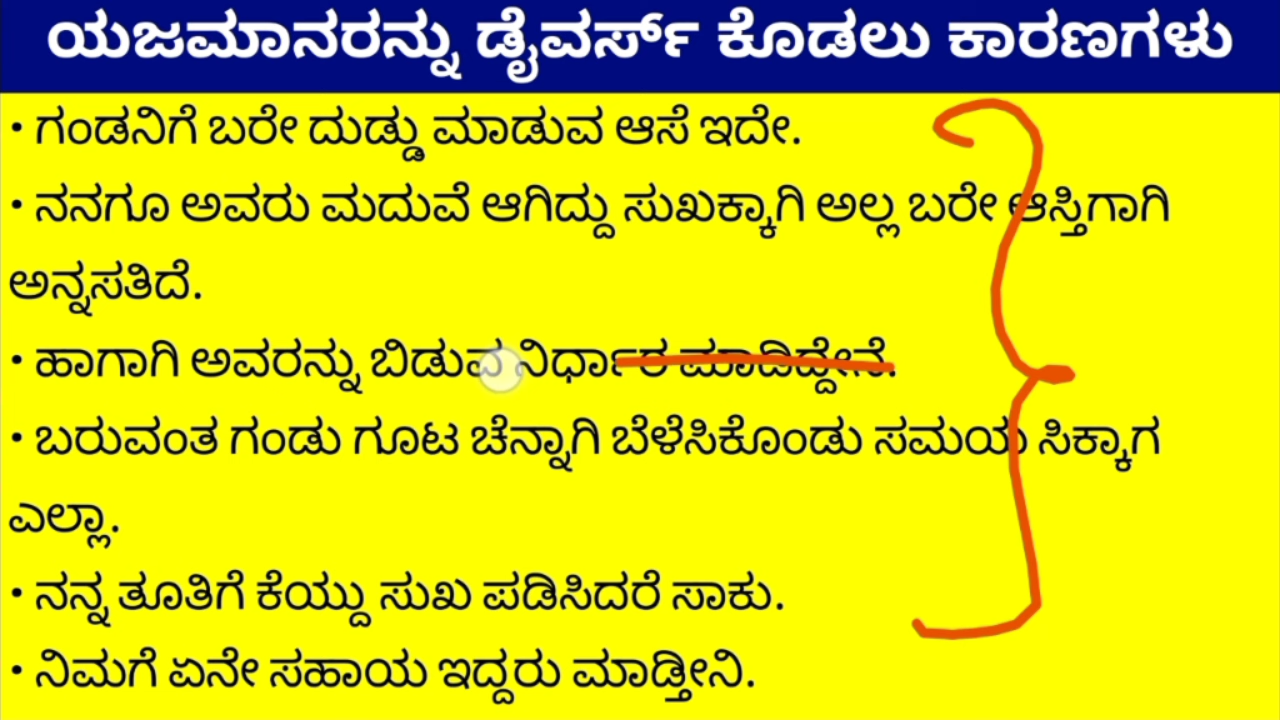 ಯಜಮಾನರನ್ನು ಡೈವರ್ಸ್ ಕೊಡಲು ಕಾರಣಗಳು
• ಗಂಡನಿಗೆ ಬರೇ ದುಡ್ಡು ಮಾಡುವ ಆಸೆ ಇದೇ.
• ನನಗೂ ಅವರು ಮದುವೆ ಆಗಿದ್ದು ಸುಖಕ್ಕಾಗಿ ಅಲ್ಲ ಬರೇ ಆಸ್ತಿಗಾಗಿ
ಅನ್ನಸತಿದೆ.
• ಹಾಗಾಗಿ ಅವರನ್ನು ಬಿಡುವ ನಿರ್ಧಾರ ಮಾಡಿದ್ದೇನೆ.
• ಬರುವಂತ ಗಂಡು ಗೂಟ ಚೆನ್ನಾಗಿ ಬೆಳೆಸಿಕೊಂಡು ಸಮಯ ಸಿಕ್ಕಾಗ
ಎಲ್ಲಾ.
• ನನ್ನ ತೂತಿಗೆ ಕೆಯ್ದು ಸುಖ ಪಡಿಸಿದರೆ ಸಾಕು.
• ನಿಮಗೆ ಏನೇ ಸಹಾಯ ಇದ್ದರು ಮಾಡ್ತೀನಿ.